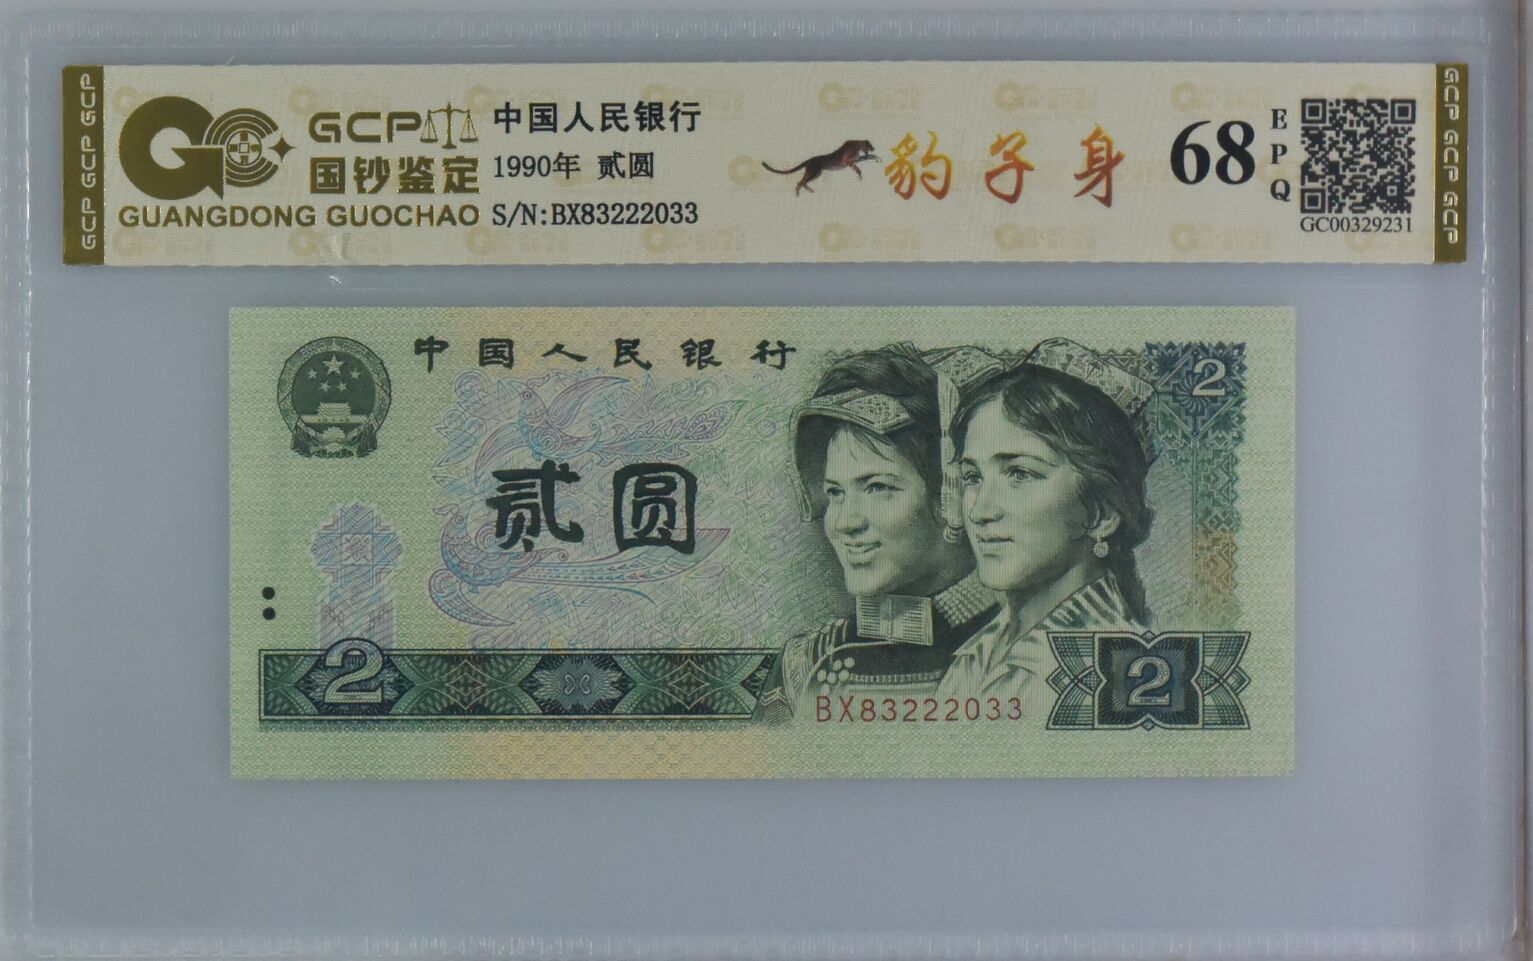 GCP GCP GCP
GCP
国钞鉴定
GUANGDONG GUOCHAO
中国人民银行
1990年 贰圆
S/N:BX83222033
豹子身
68
EPQ
GC00329231
GCP GCP GCP
中国人民银行
2
贰圆
2
BX83222033
2